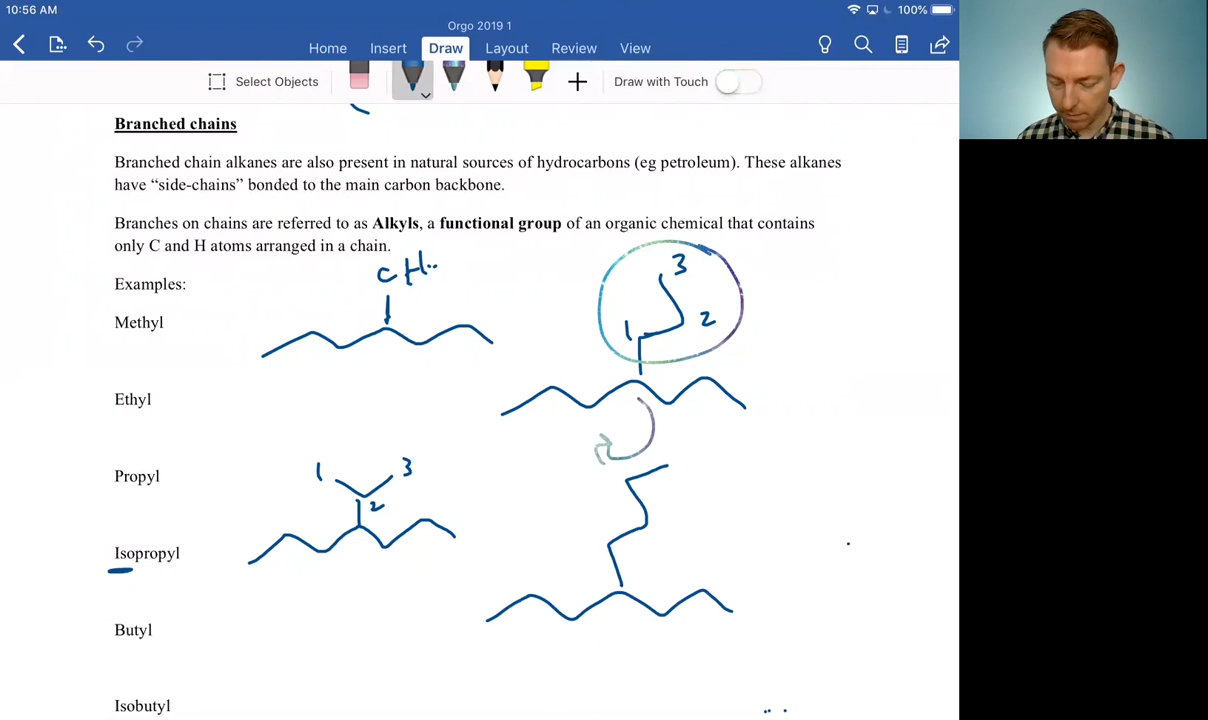 10:56 AM
100%
Orgo 2019 1
Home Insert Draw Layout Review View
Select Objects
Draw with Touch
Branched chains
Branched chain alkanes are also present in natural sources of hydrocarbons (eg petroleum). These alkanes
have “side-chains” bonded to the main carbon backbone.
Branches on chains are referred to as Alkyls, a functional group of an organic chemical that contains
only C and H atoms arranged in a chain.
CH
3
Examples:
Methyl
1 2
Ethyl
Propyl
1 3
2
Isopropyl
Butyl
Isobutyl